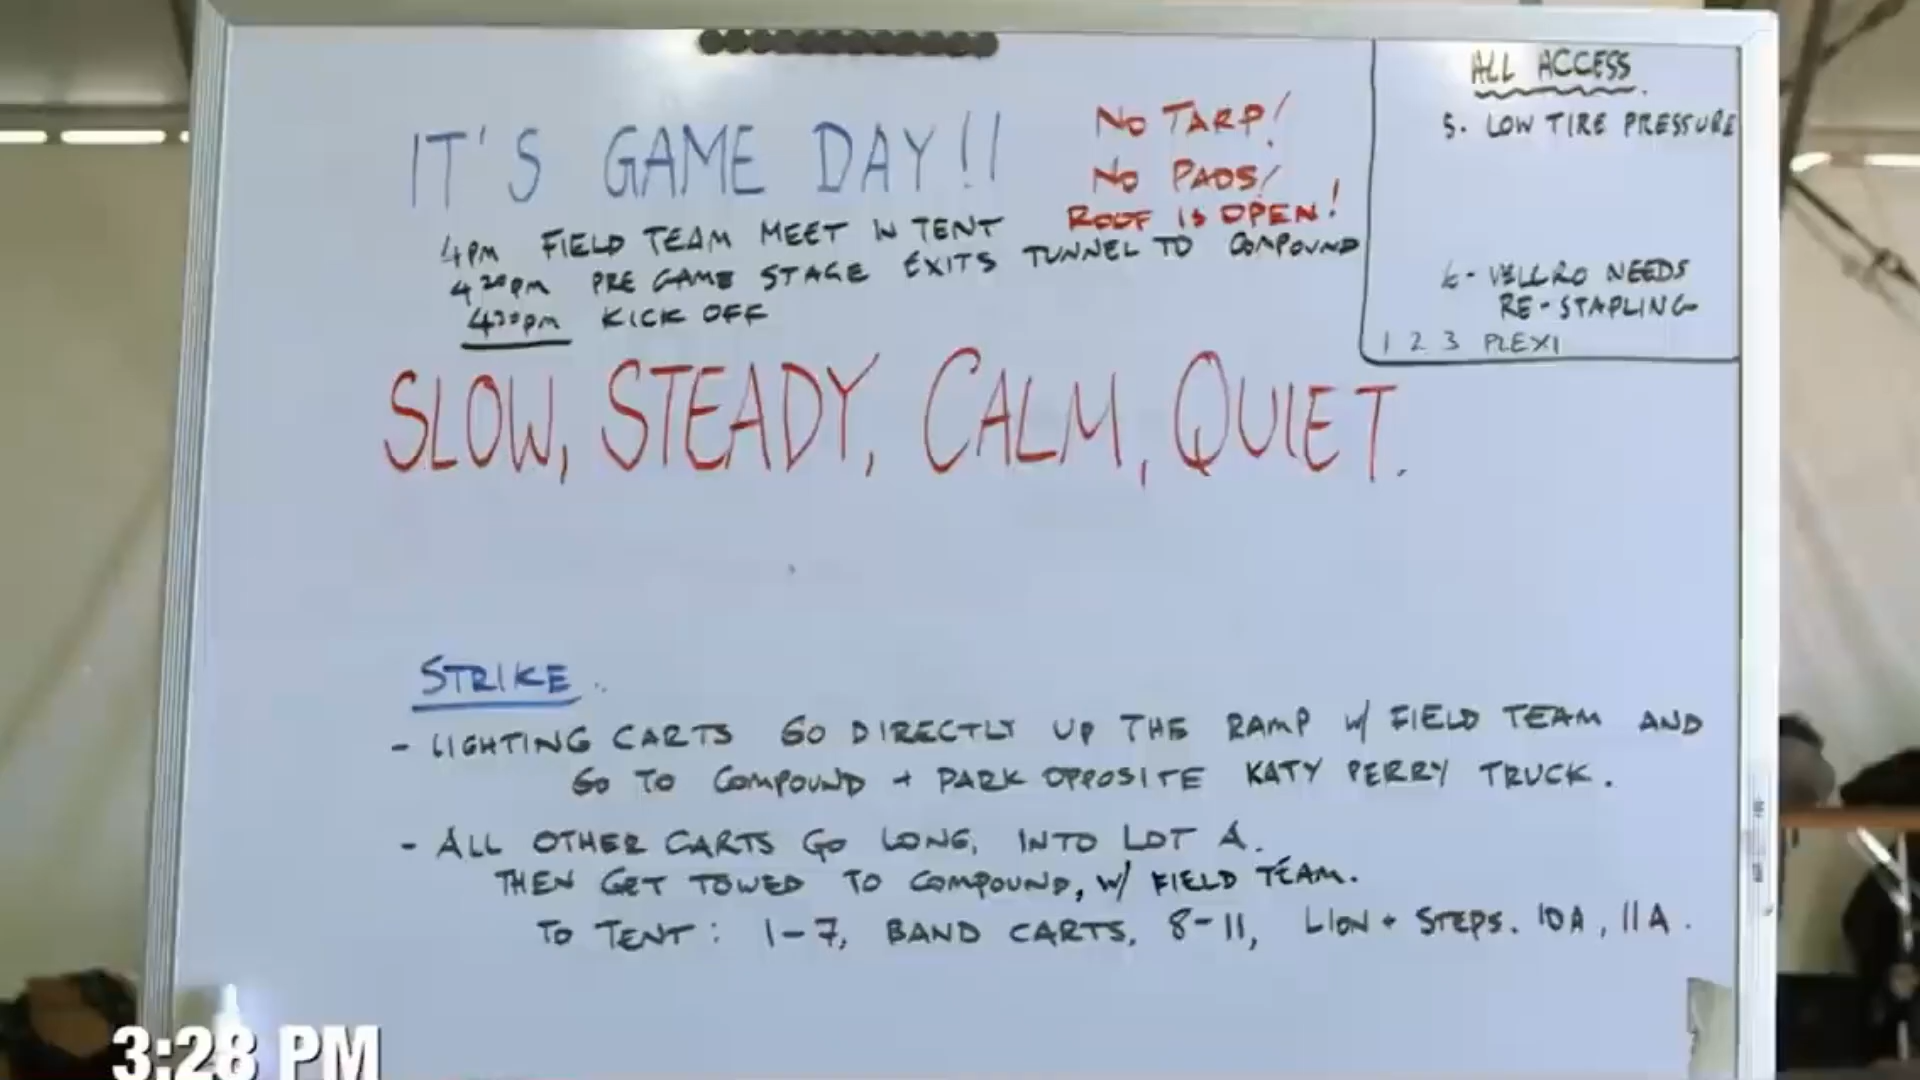 IT'S GAME DAY!!
NO TARP!
NO PADS!
ROOF IS OPEN!
4PM FIELD TEAM MEET IN TENT
4 20PM PRE GAME STAGE EXITS TUNNEL TO COMPOUND
4 30PM KICK OFF
ALL ACCESS
5. LOW TIRE PRESSURE
6 - VELCRO NEEDS
RE-STAPLING
1 2 3 PLEXI
SLOW, STEADY, CALM, QUIET.
STRIKE
- LIGHTING CARTS GO DIRECTLY UP THE RAMP W/ FIELD TEAM AND
GO TO COMPOUND + PARK OPPOSITE KATY PERRY TRUCK.
- ALL OTHER CARTS GO LONG, INTO LOT A.
THEN GET TOWED TO COMPOUND, W/ FIELD TEAM.
TO TENT: 1-7, BAND CARTS, 8-11, LION + STEPS. 10A, 11A.
3:28 PM